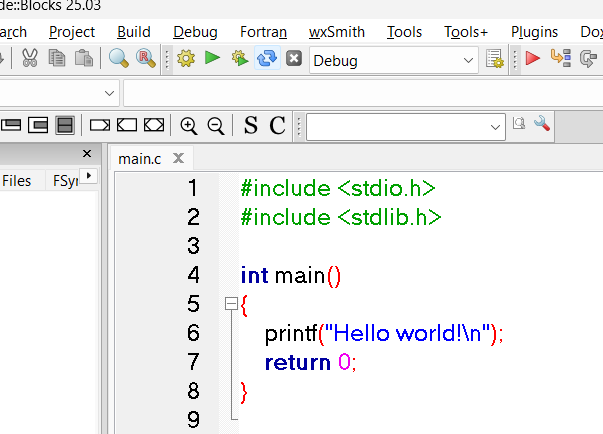 de::Blocks 25.03
arch Project Build Debug Fortran wxSmith Tools Tools+ Plugins Dox
Debug
S C
main.c
Files FSy
1 #include <stdio.h>
2 #include <stdlib.h>
3
4 int main()
5 {
6 printf("Hello world!\n");
7 return 0;
8 }
9